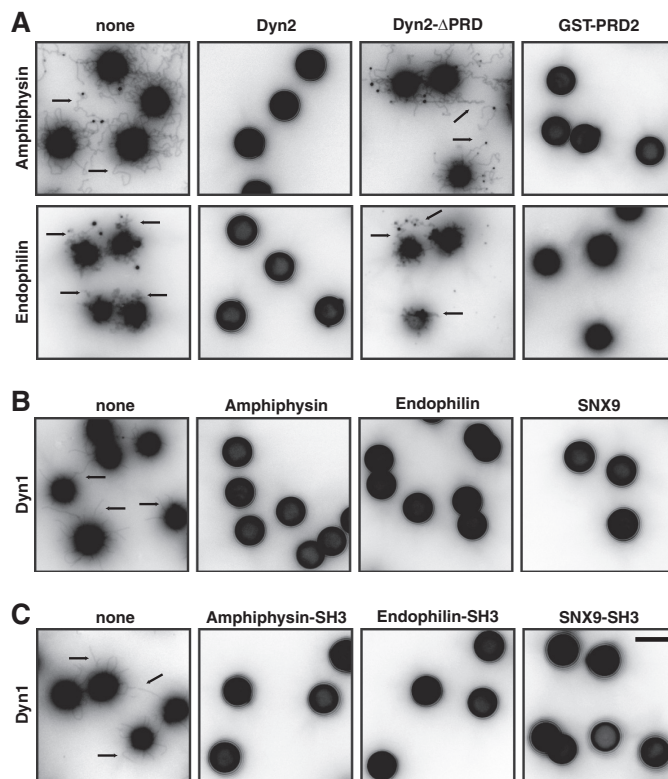 A
none Dyn2 Dyn2-ΔPRD GST-PRD2
Amphiphysin
Endophilin
B
none Amphiphysin Endophilin SNX9
Dyn1
C
none Amphiphysin-SH3 Endophilin-SH3 SNX9-SH3
Dyn1